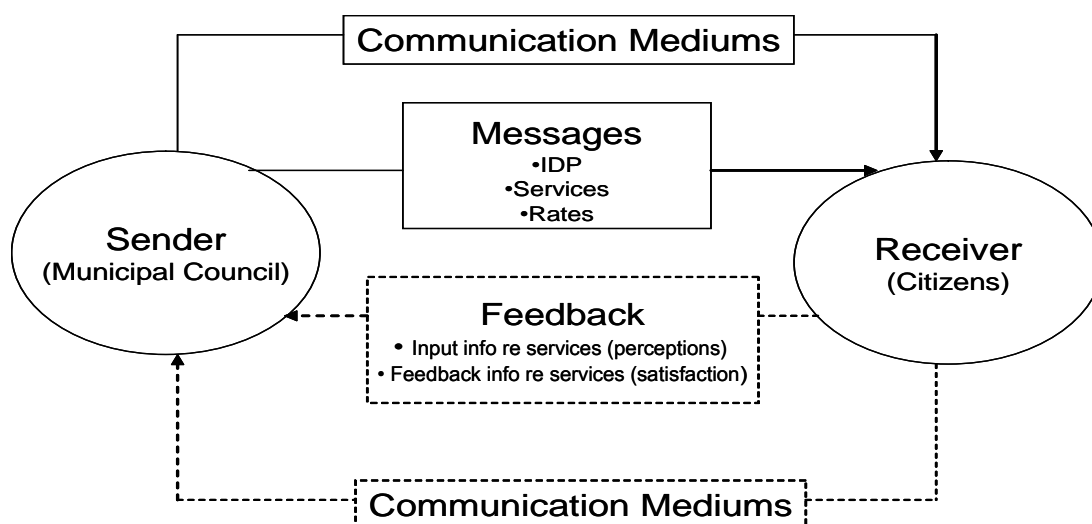 Communication Mediums
Messages
•IDP
•Services
•Rates
Sender
(Municipal Council)
Receiver
(Citizens)
Feedback
• Input info re services (perceptions)
• Feedback info re services (satisfaction)
Communication Mediums